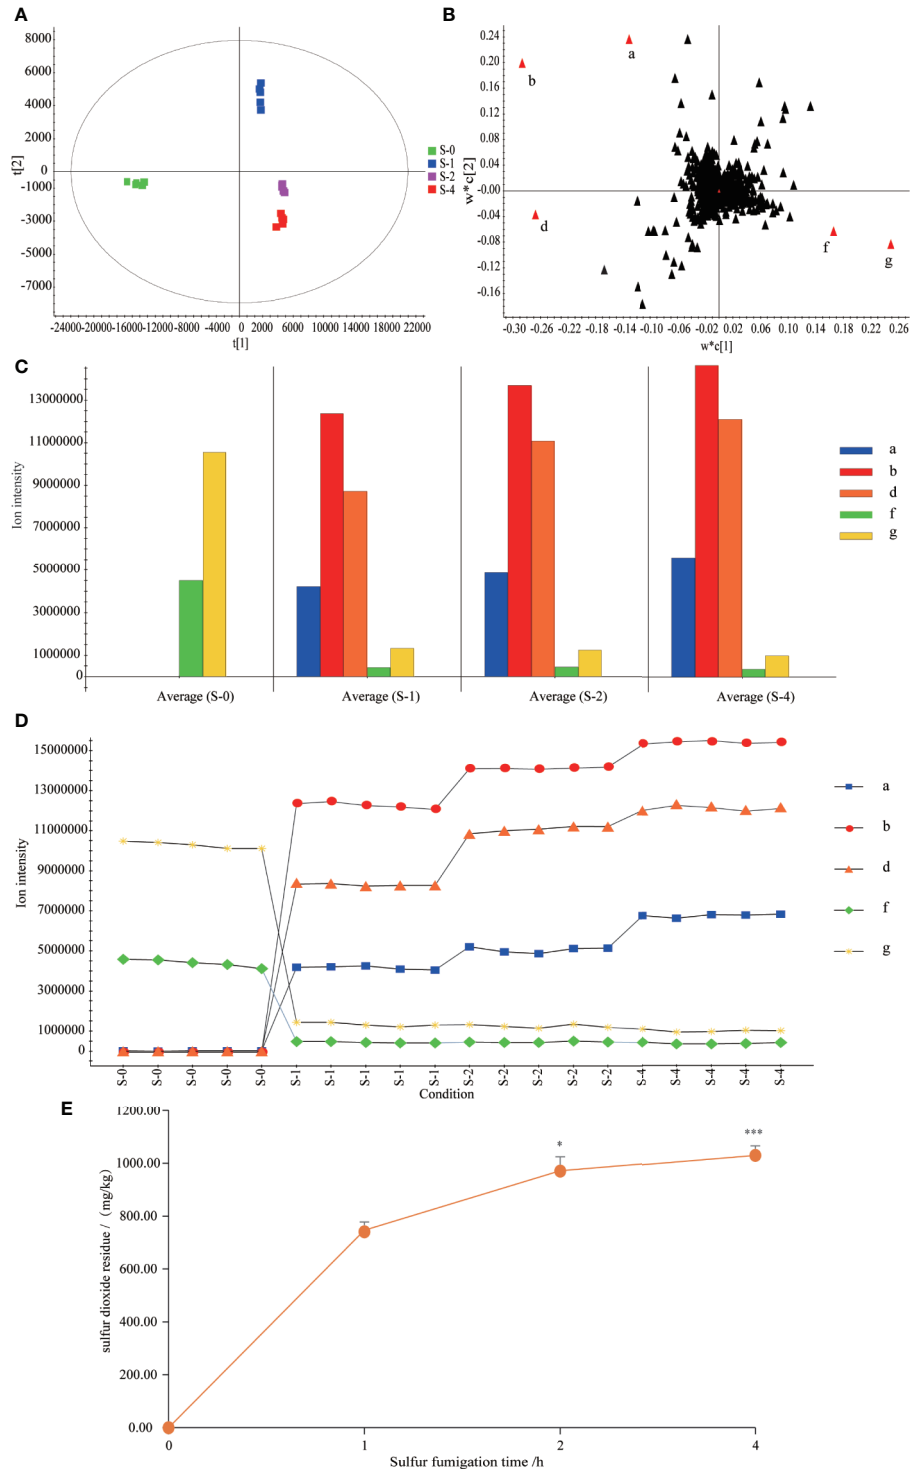 A
8000
6000
4000
2000
0
-1000
-3000
-5000
-7000
t[2]
-24000-20000-16000-12000-8000 -4000 0 2000 6000 10000 14000 18000 22000
t[1]
S-0
S-1
S-2
S-4
B
0.24
0.20
0.16
0.12
0.08
0.04
-0.00
-0.04
-0.08
-0.12
-0.16
w*c[2]
a
b
d
f
g
-0.30 -0.26 -0.22 -0.18 -0.14 -0.10 -0.06 -0.02 0.02 0.06 0.10 0.14 0.18 0.22 0.26
w*c[1]
C
13000000
11000000
9000000
7000000
5000000
3000000
1000000
0
Ion intensity
Average (S-0) Average (S-1) Average (S-2) Average (S-4)
a
b
d
f
g
D
15000000
13000000
11000000
9000000
7000000
5000000
3000000
1000000
0
Ion intensity
S-0 S-0 S-0 S-0 S-0 S-1 S-1 S-1 S-1 S-1 S-2 S-2 S-2 S-2 S-2 S-4 S-4 S-4 S-4 S-4
Condition
a
b
d
f
g
E
1200.00
1000.00
800.00
600.00
400.00
200.00
0.00
sulfur dioxide residue /（mg/kg）
*
***
0 1 2 4
Sulfur fumigation time /h